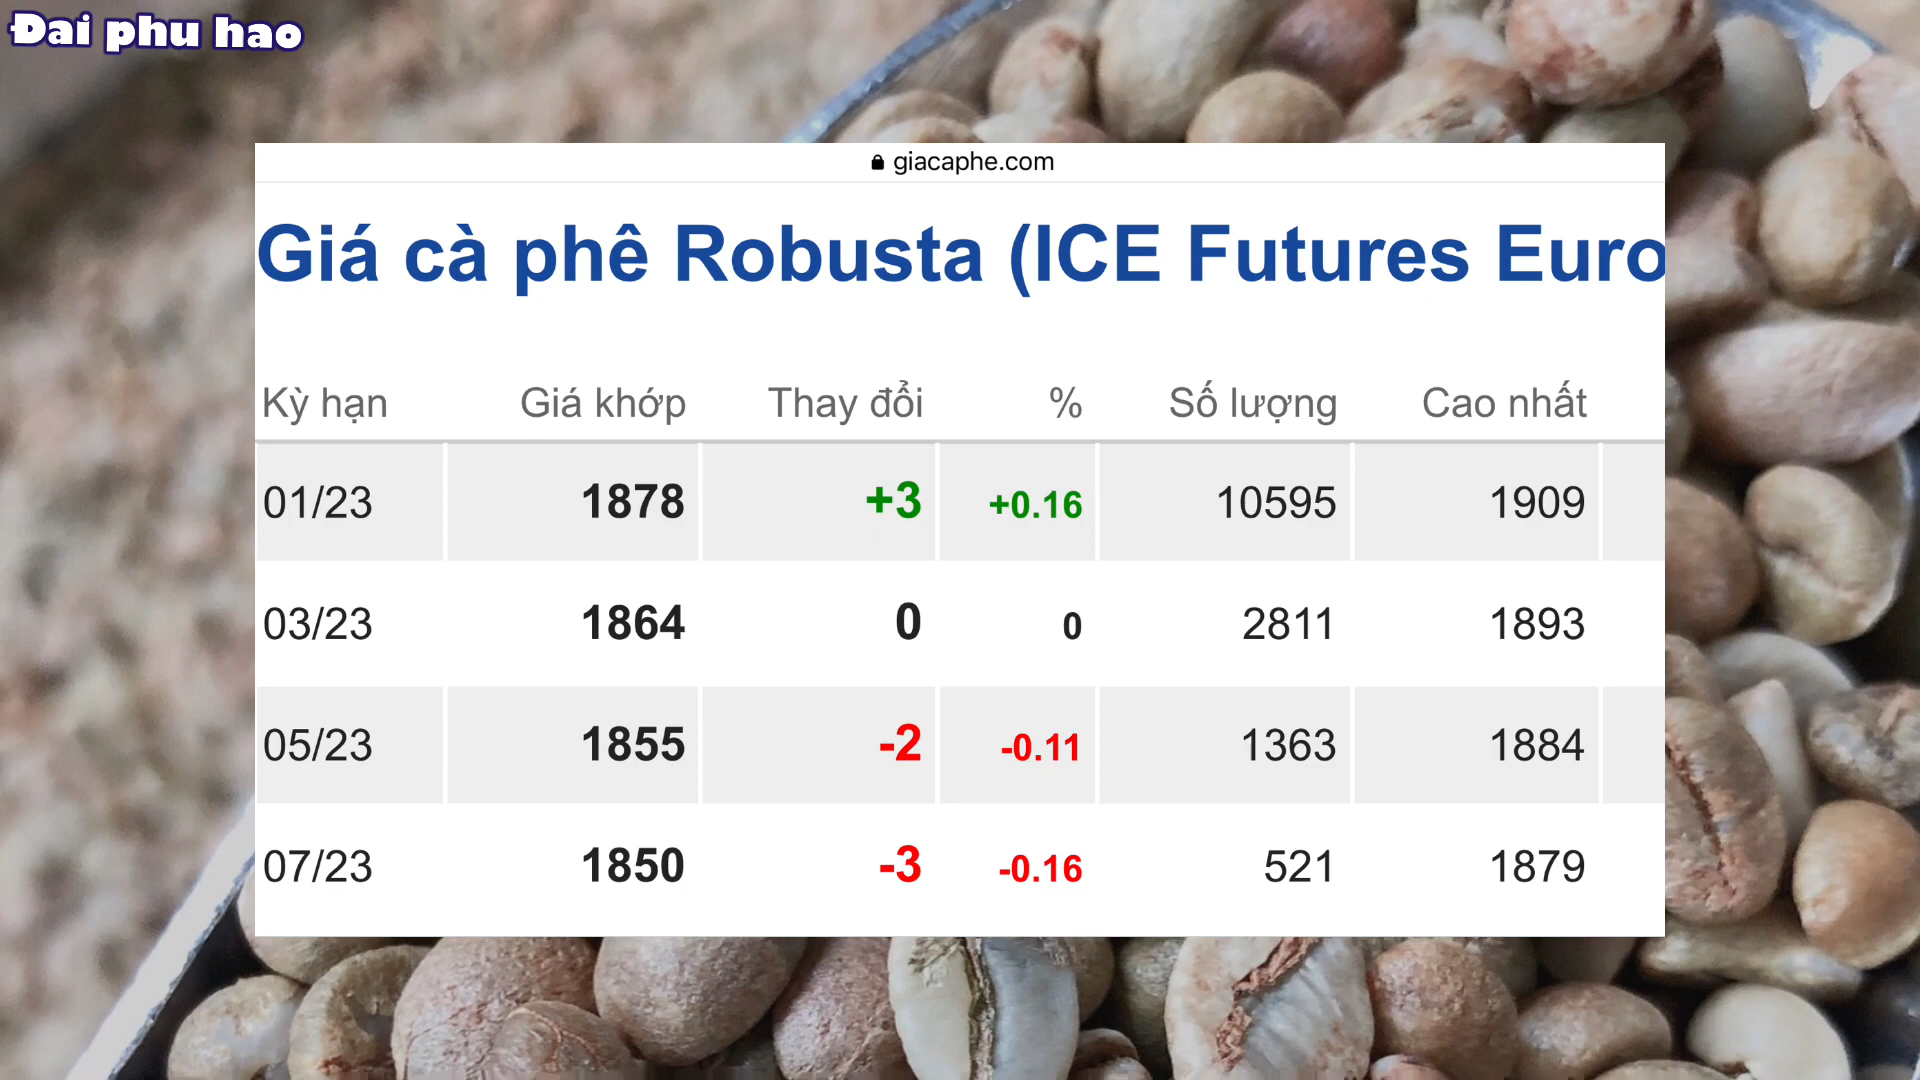 Đai phu hao
giacaphe.com
Giá cà phê Robusta (ICE Futures Euro
Kỳ hạn Giá khớp Thay đổi % Số lượng Cao nhất
01/23 1878 +3 +0.16 10595 1909
03/23 1864 0 0 2811 1893
05/23 1855 -2 -0.11 1363 1884
07/23 1850 -3 -0.16 521 1879